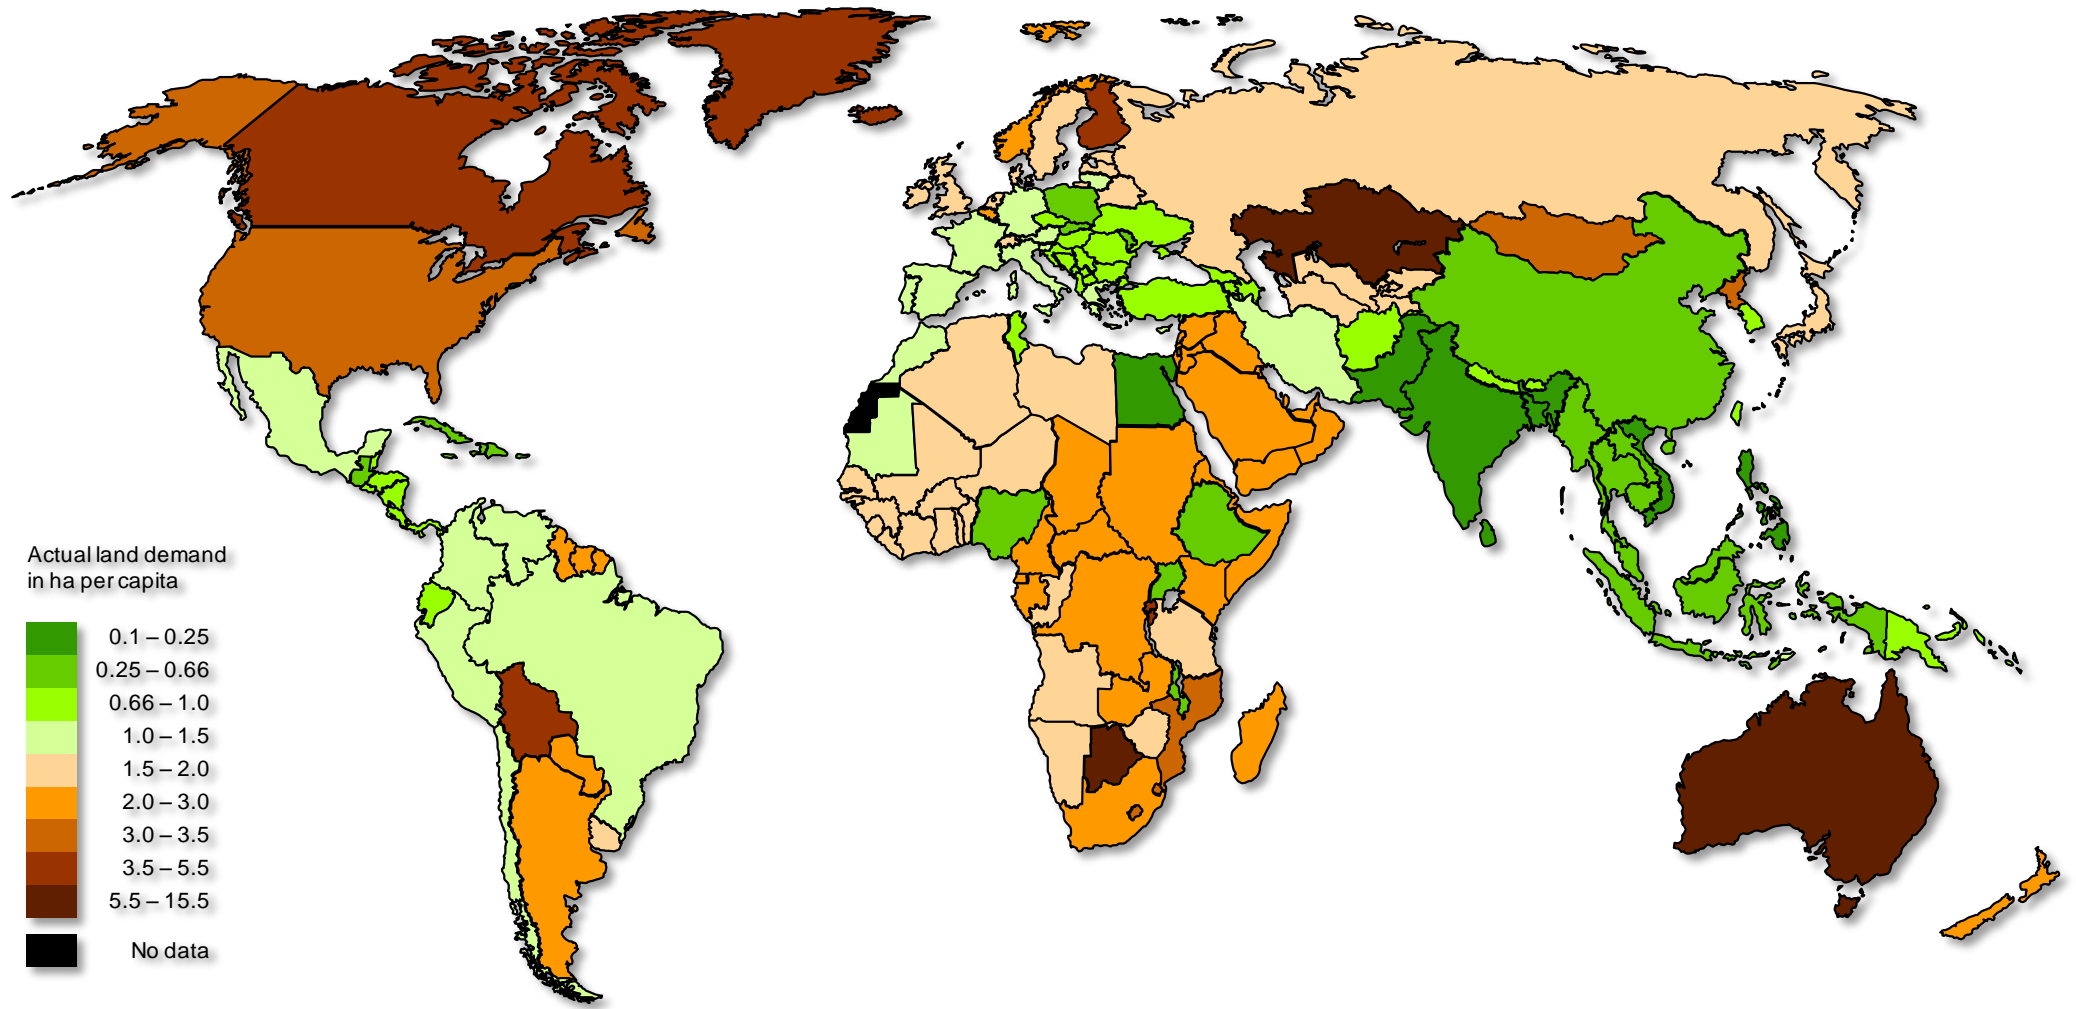 Actual land demand
in ha per capita
0.1 – 0.25
0.25 – 0.66
0.66 – 1.0
1.0 – 1.5
1.5 – 2.0
2.0 – 3.0
3.0 – 3.5
3.5 – 5.5
5.5 – 15.5
No data